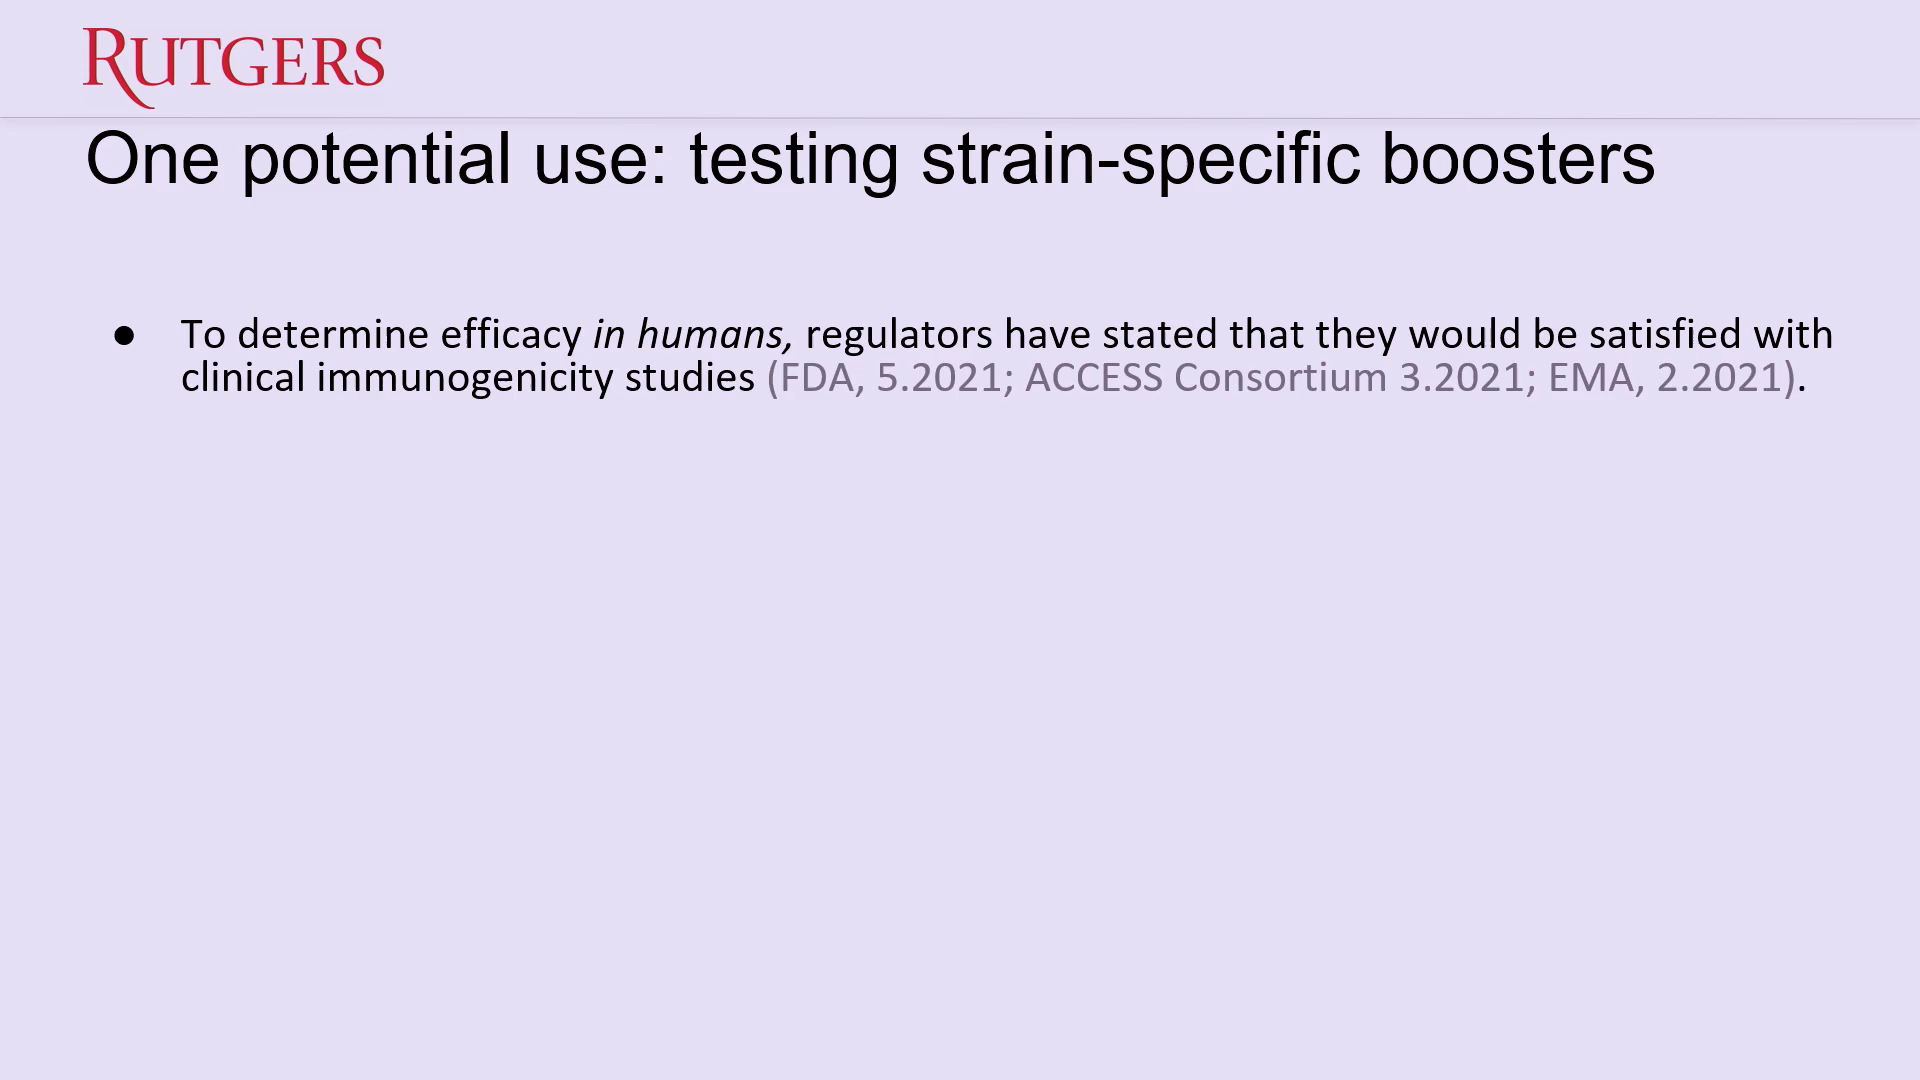 RUTGERS
One potential use: testing strain-specific boosters
● To determine efficacy in humans, regulators have stated that they would be satisfied with
clinical immunogenicity studies (FDA, 5.2021; ACCESS Consortium 3.2021; EMA, 2.2021).